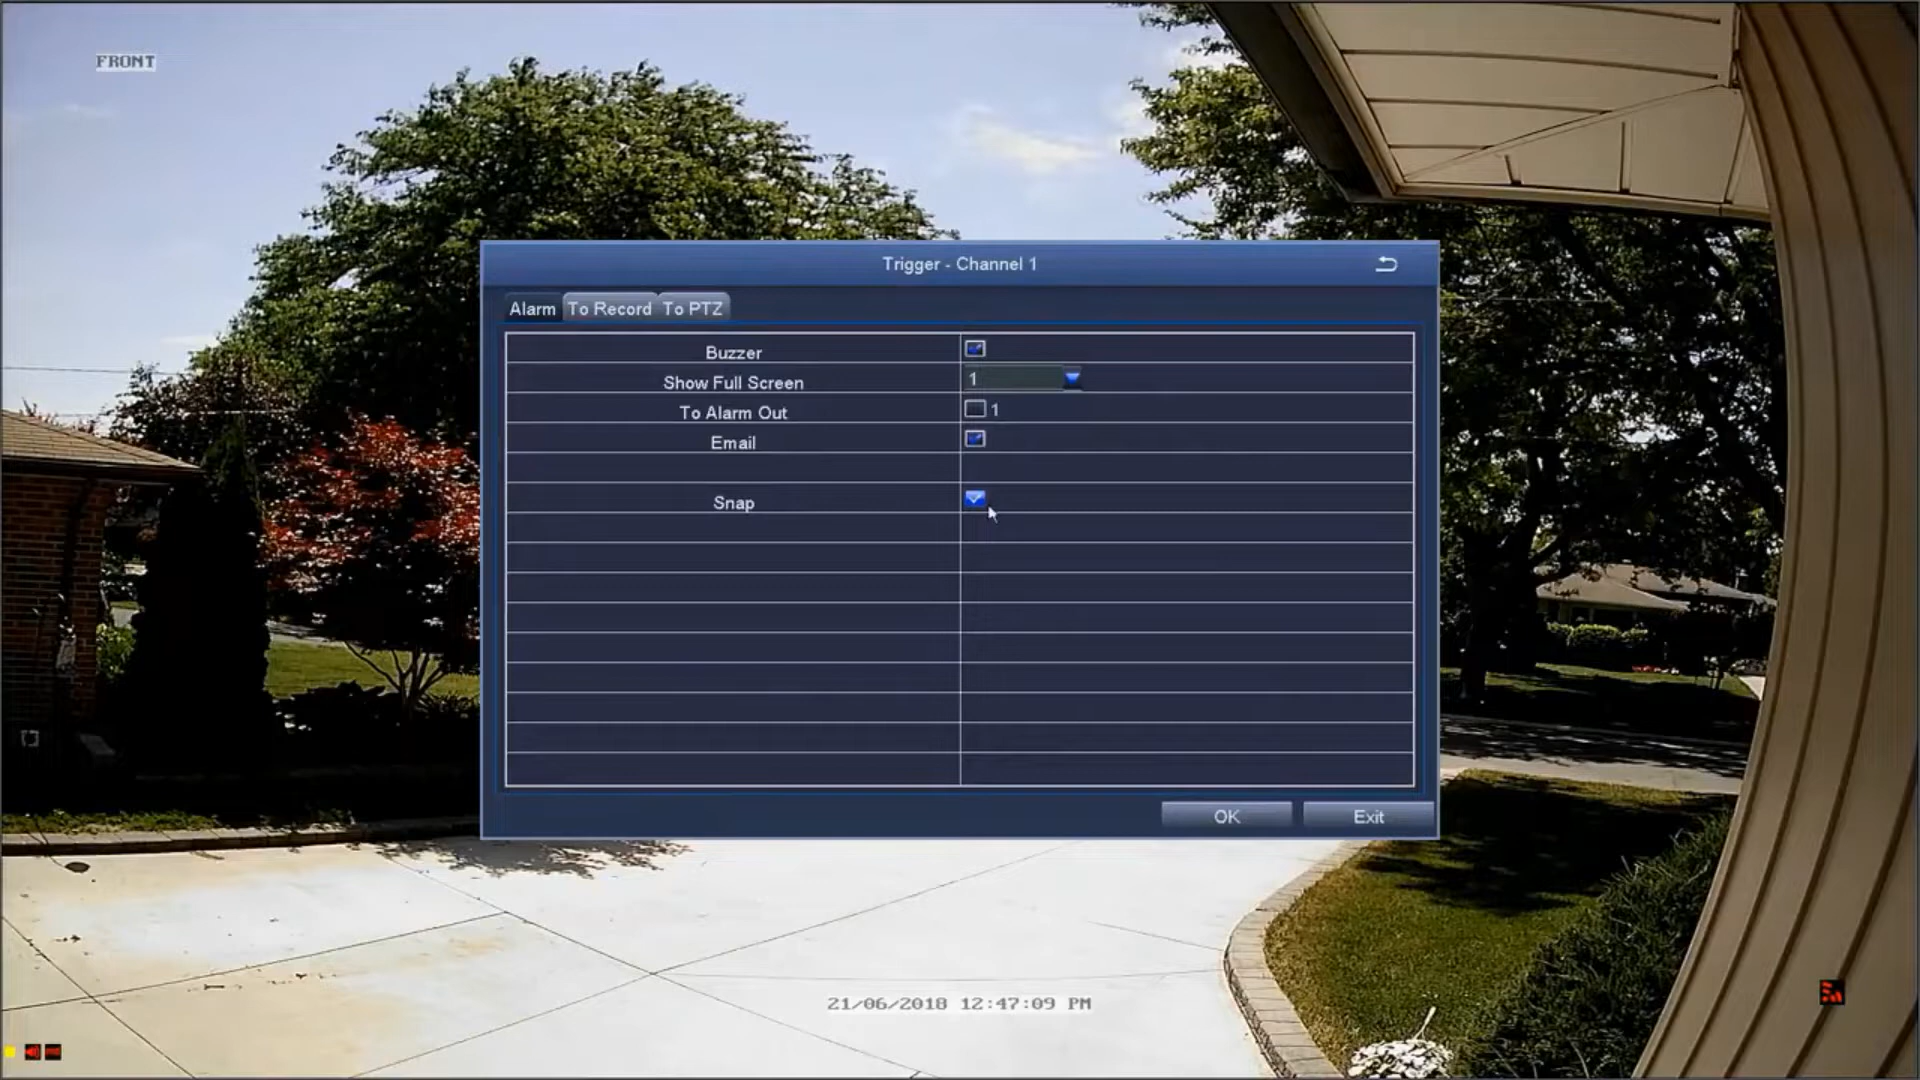 FRONT
Trigger - Channel 1
Alarm To Record To PTZ
Buzzer
Show Full Screen 1
To Alarm Out 1
Email
Snap
OK Exit
21/06/2018 12:47:09 PM